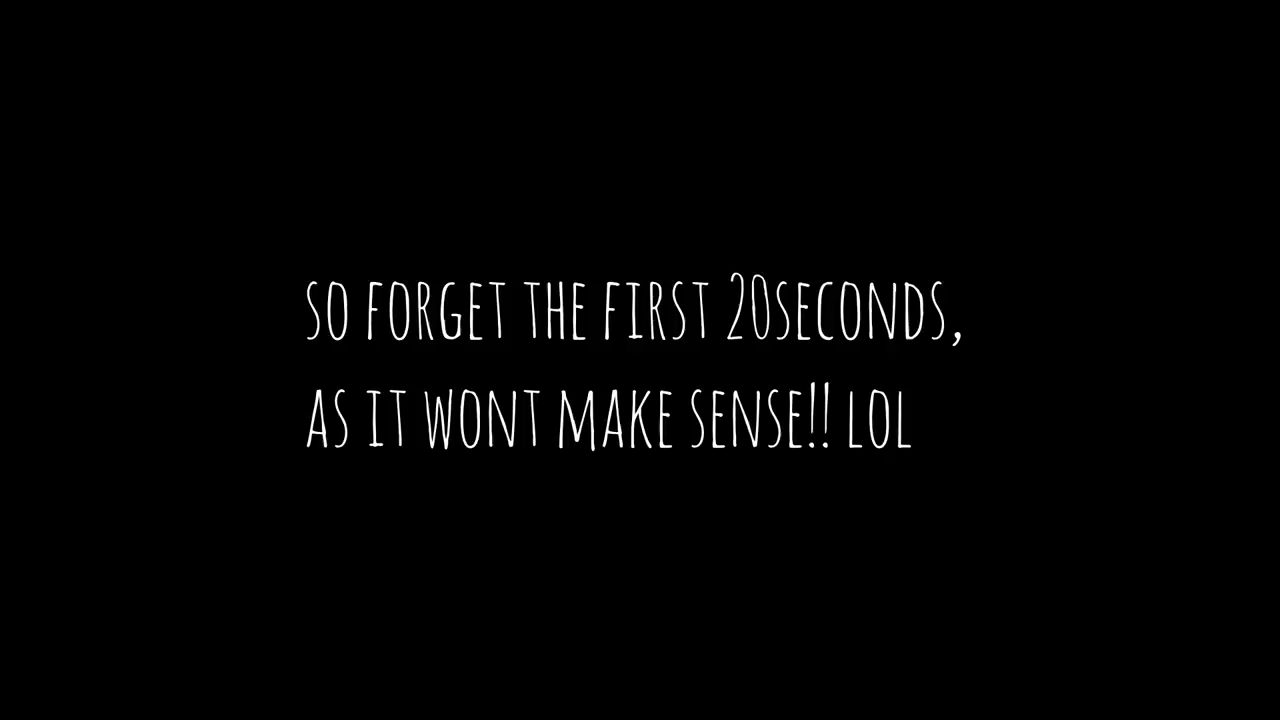 SO FORGET THE FIRST 20SECONDS,
AS IT WONT MAKE SENSE!! LOL